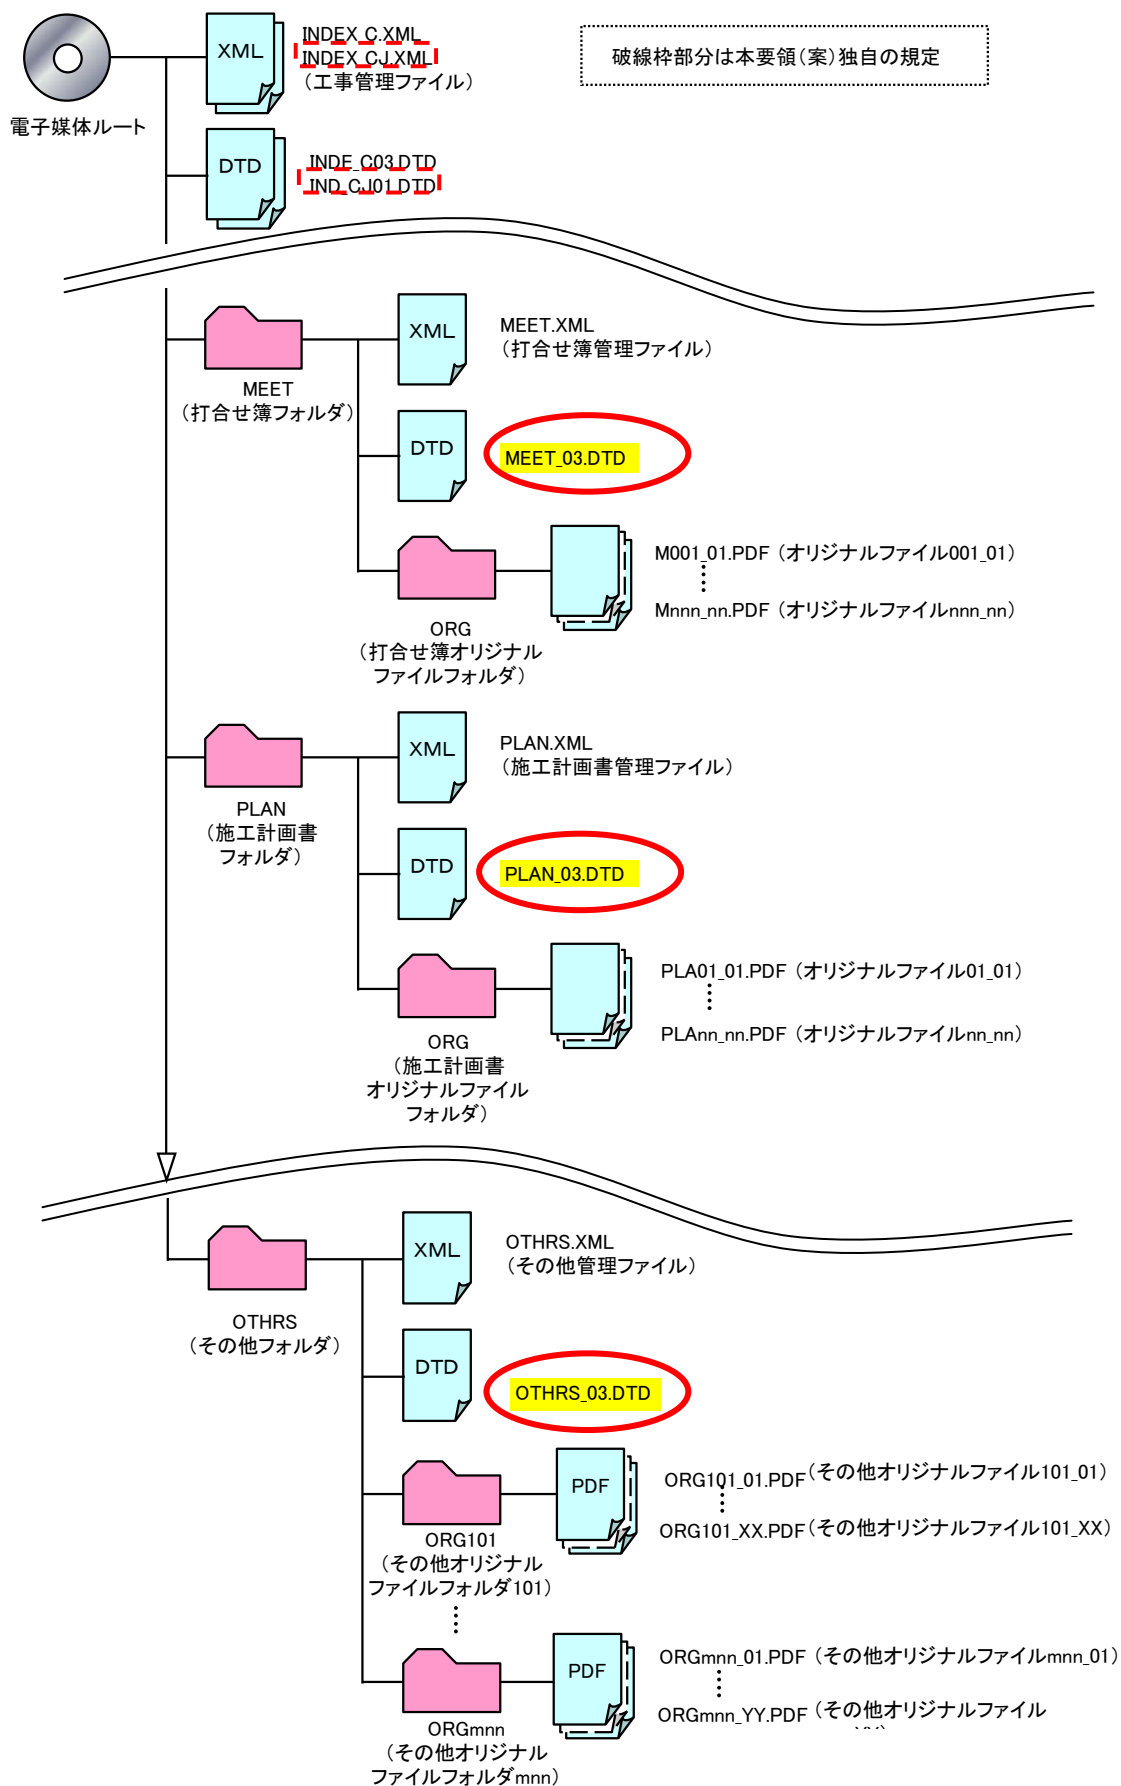 XML
INDEX_C.XML
INDEX_CJ.XML
（工事管理ファイル）
破線枠部分は本要領（案）独自の規定
電子媒体ルート
DTD
INDE_C03.DTD
IND_CJ01.DTD
XML
MEET.XML
（打合せ簿管理ファイル）
MEET
（打合せ簿フォルダ）
DTD
MEET_03.DTD
M001_01.PDF（オリジナルファイル001_01）
Mnnn_nn.PDF（オリジナルファイルnnn_nn）
ORG
（打合せ簿オリジナル
ファイルフォルダ）
XML
PLAN.XML
（施工計画書管理ファイル）
PLAN
（施工計画書
フォルダ）
DTD
PLAN_03.DTD
PLA01_01.PDF（オリジナルファイル01_01）
PLAnn_nn.PDF（オリジナルファイルnn_nn）
ORG
（施工計画書
オリジナルファイル
フォルダ）
XML
OTHRS.XML
（その他管理ファイル）
OTHRS
（その他フォルダ）
DTD
OTHRS_03.DTD
PDF
ORG101_01.PDF（その他オリジナルファイル101_01）
ORG101_XX.PDF（その他オリジナルファイル101_XX）
ORG101
（その他オリジナル
ファイルフォルダ101）
PDF
ORGmnn_01.PDF（その他オリジナルファイルmnn_01）
ORGmnn_YY.PDF（その他オリジナルファイル
ORGmnn
（その他オリジナル
ファイルフォルダmnn）